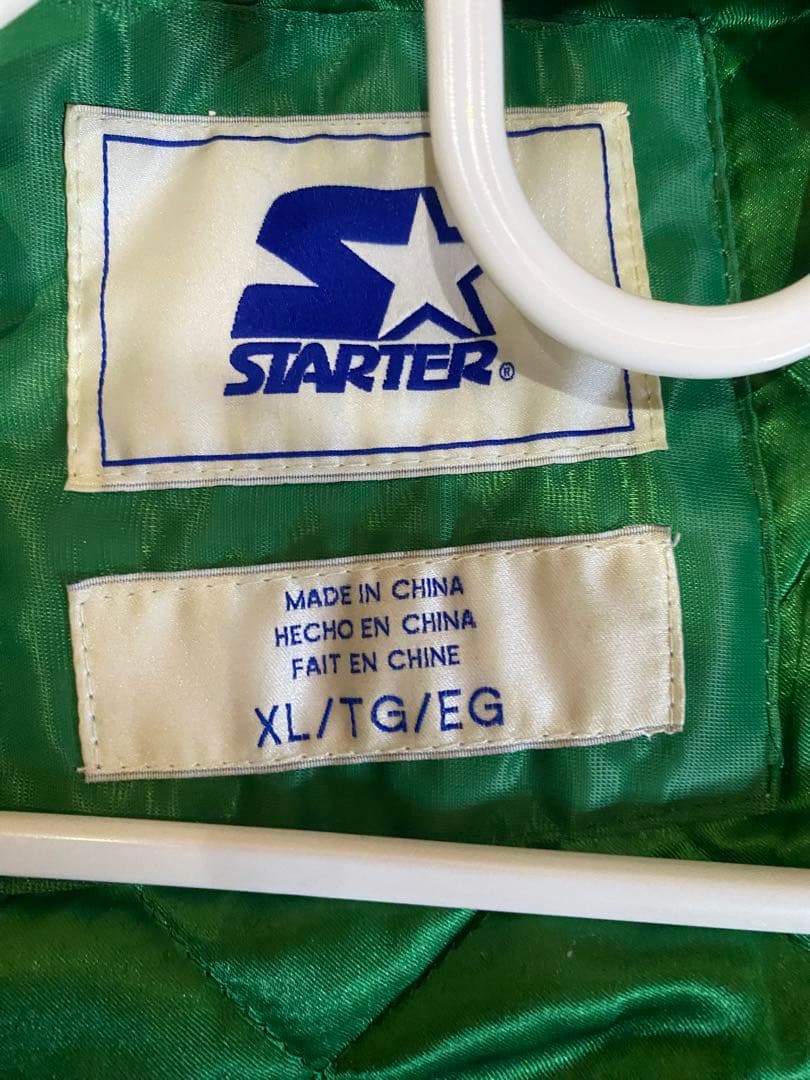 STARTER®
MADE IN CHINA
HECHO EN CHINA
FAIT EN CHINE
XL/TG/EG